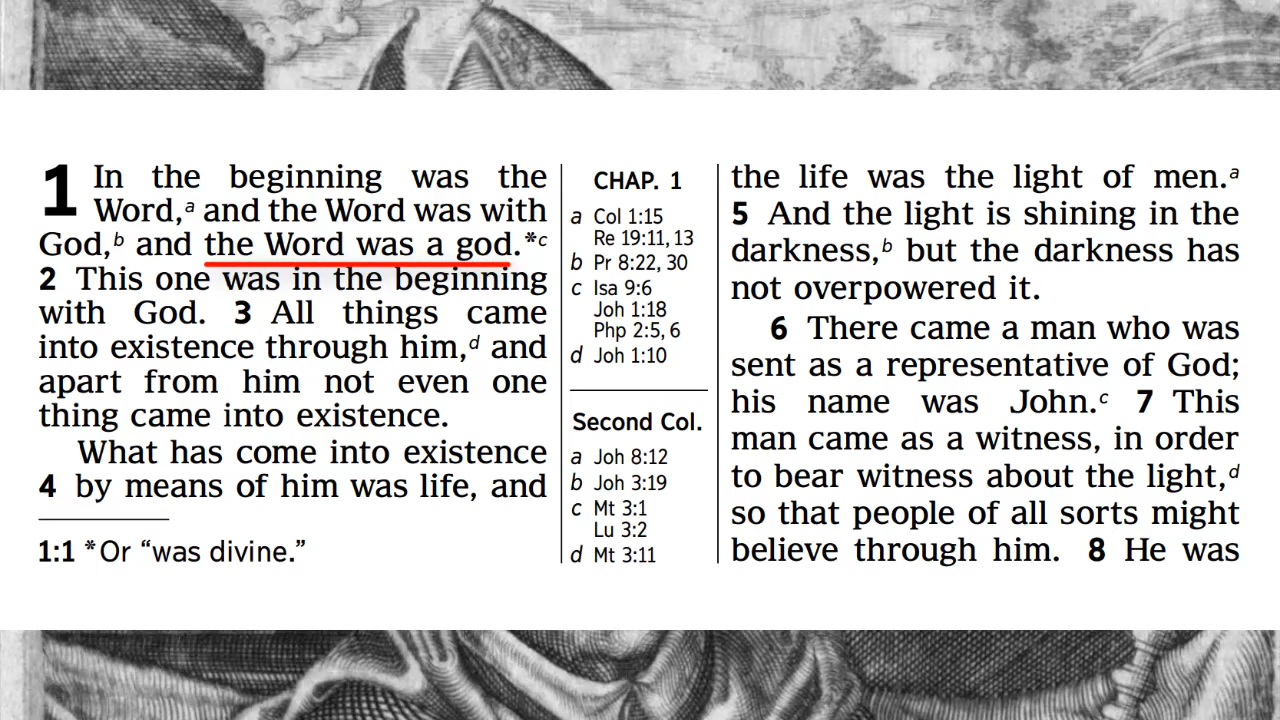 1 In the beginning was the
Word,a and the Word was with
God,b and the Word was a god.*c
2 This one was in the beginning
with God. 3 All things came
into existence through him,d and
apart from him not even one
thing came into existence.
What has come into existence
4 by means of him was life, and
1:1 *Or “was divine.”
CHAP. 1
a Col 1:15
Re 19:11, 13
b Pr 8:22, 30
c Isa 9:6
Joh 1:18
Php 2:5, 6
d Joh 1:10
Second Col.
a Joh 8:12
b Joh 3:19
c Mt 3:1
Lu 3:2
d Mt 3:11
the life was the light of men.a
5 And the light is shining in the
darkness,b but the darkness has
not overpowered it.
6 There came a man who was
sent as a representative of God;
his name was John.c 7 This
man came as a witness, in order
to bear witness about the light,d
so that people of all sorts might
believe through him. 8 He was